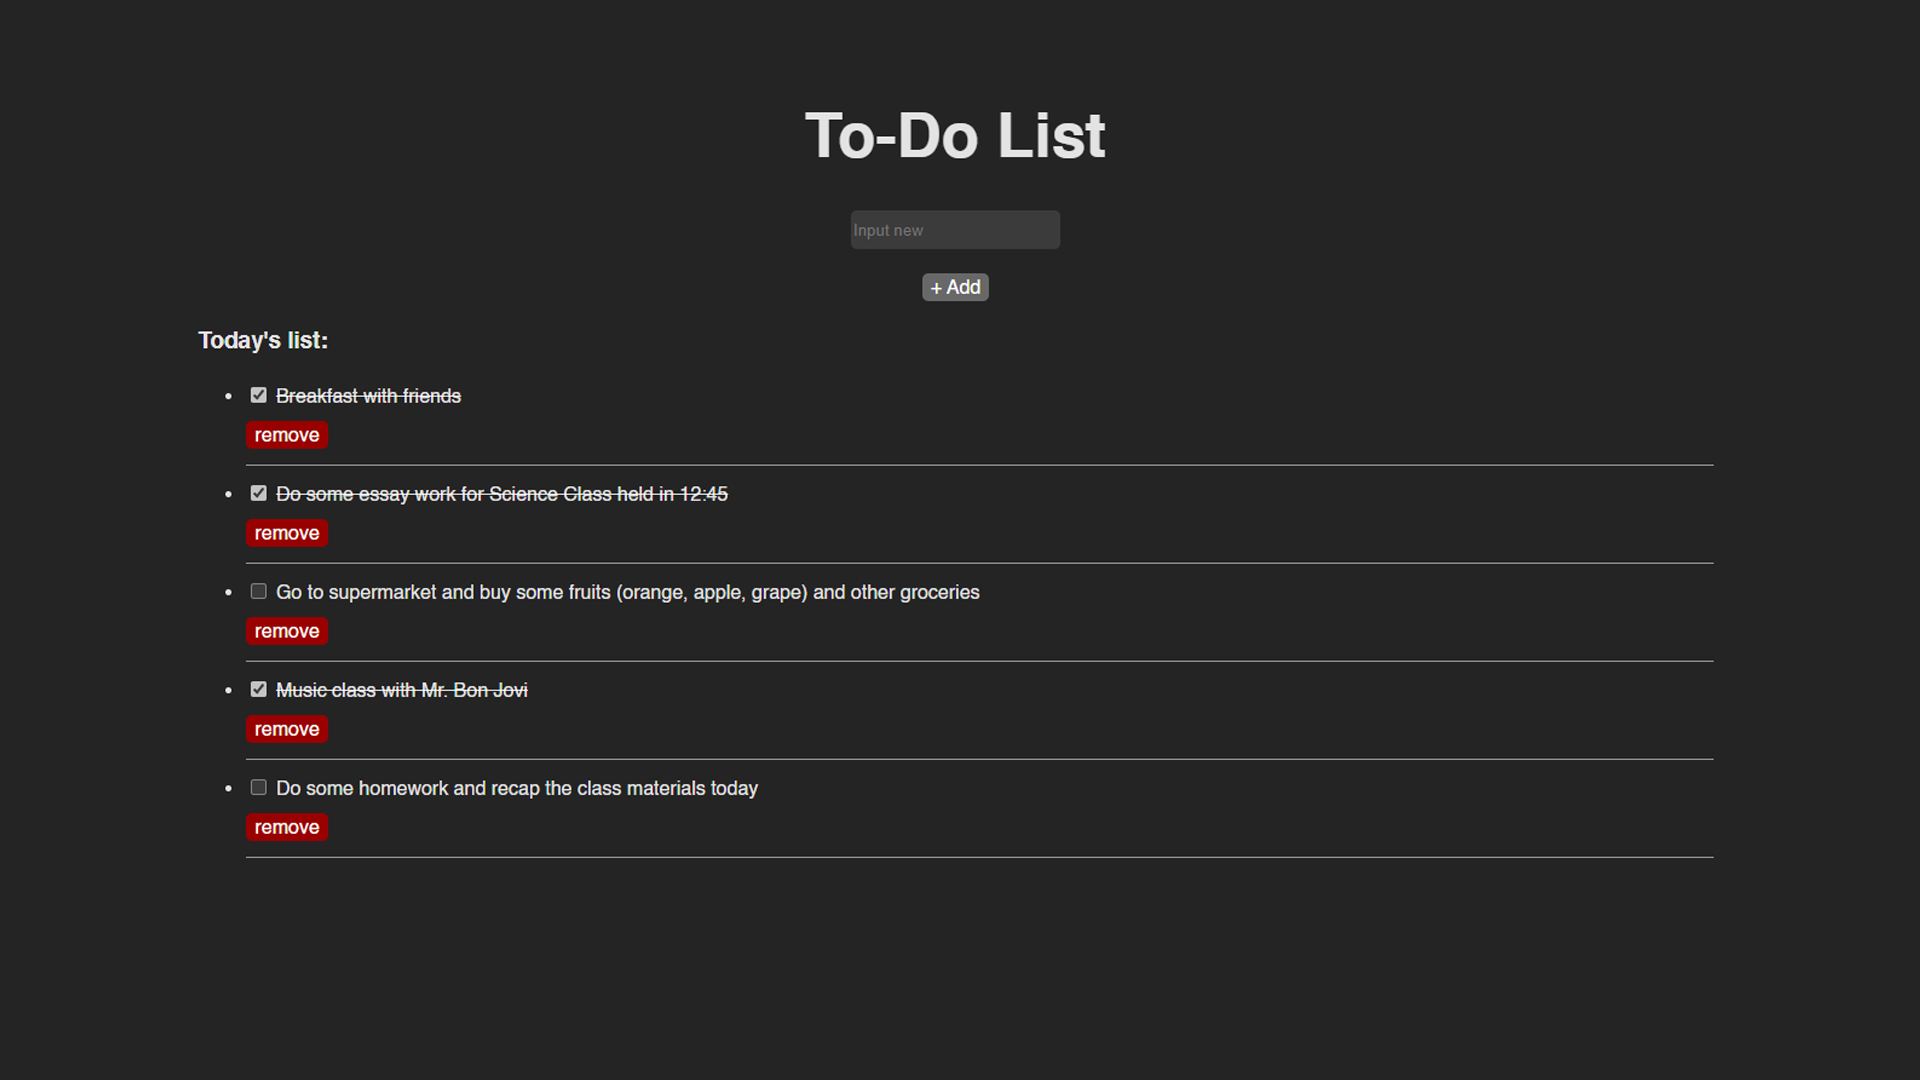 To-Do List
Input new
+ Add
Today's list:
Breakfast with friends
remove
Do some essay work for Science Class held in 12:45
remove
Go to supermarket and buy some fruits (orange, apple, grape) and other groceries
remove
Music class with Mr. Bon Jovi
remove
Do some homework and recap the class materials today
remove